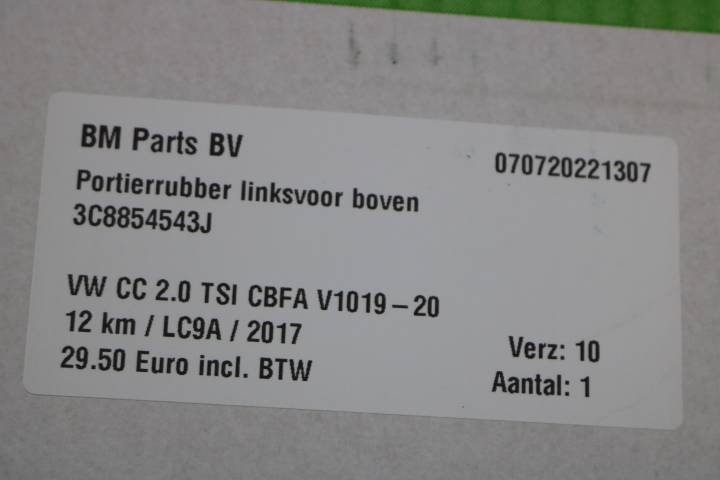 BM Parts BV
070720221307
Portierrubber linksvoor boven
3C8854543J
VW CC 2.0 TSI CBFA V1019-20
12 km / LC9A / 2017
Verz: 10
29.50 Euro incl. BTW
Aantal: 1